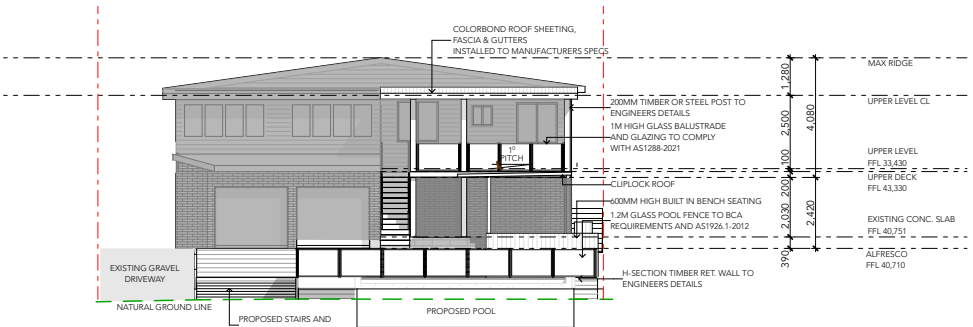 COLORBOND ROOF SHEETING,
FASCIA & GUTTERS
INSTALLED TO MANUFACTURERS SPECS
MAX RIDGE
1,280
200MM TIMBER OR STEEL POST TO
ENGINEERS DETAILS
UPPER LEVEL CL
1M HIGH GLASS BALUSTRADE
AND GLAZING TO COMPLY
WITH AS1288-2021
2,500
4,080
1°
PITCH
100
UPPER LEVEL
FFL 33,430
CLIPLOCK ROOF
200
UPPER DECK
FFL 43,330
600MM HIGH BUILT IN BENCH SEATING
1.2M GLASS POOL FENCE TO BCA
REQUIREMENTS AND AS1926.1-2012
2,030
2,420
EXISTING CONC. SLAB
FFL 40,751
390
ALFRESCO
FFL 40,710
EXISTING GRAVEL
DRIVEWAY
H-SECTION TIMBER RET. WALL TO
ENGINEERS DETAILS
NATURAL GROUND LINE
PROPOSED STAIRS AND
PROPOSED POOL